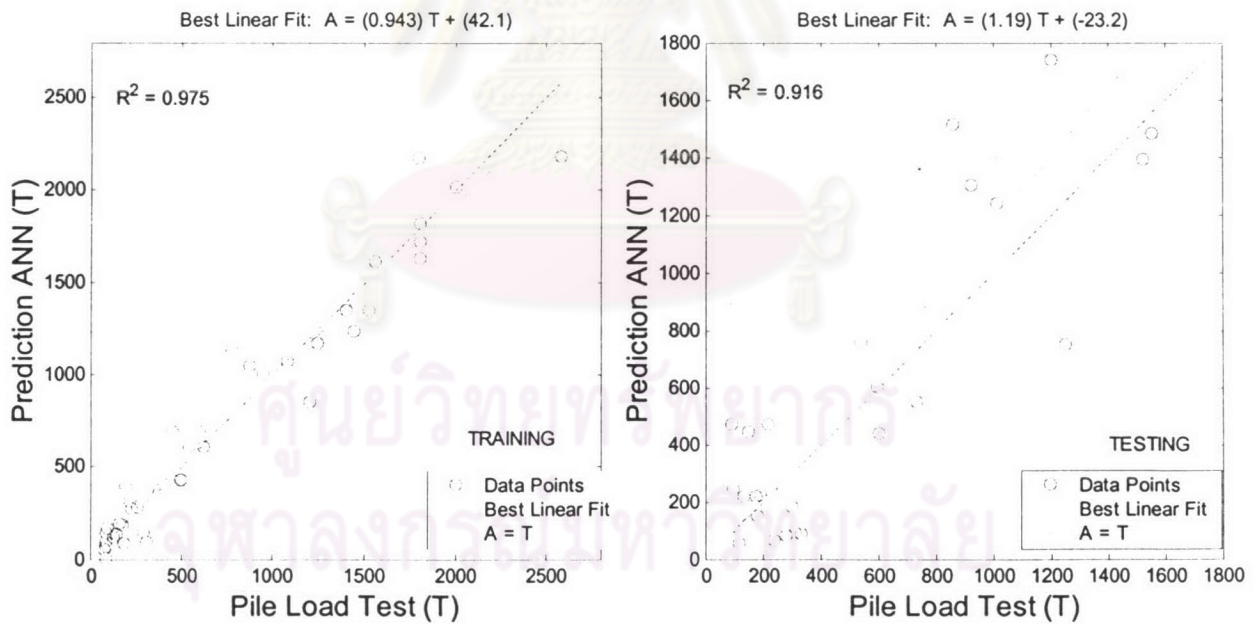 Best Linear Fit: A = (0.943) T + (42.1)
R² = 0.975
2500
2000
1500
1000
500
0
Prediction ANN (T)
TRAINING
Data Points
Best Linear Fit
A = T
0 500 1000 1500 2000 2500
Pile Load Test (T)
Best Linear Fit: A = (1.19) T + (-23.2)
R² = 0.916
1800
1600
1400
1200
1000
800
600
400
200
0
Prediction ANN (T)
TESTING
Data Points
Best Linear Fit
A = T
0 200 400 600 800 1000 1200 1400 1600 1800
Pile Load Test (T)
ศูนย์วิทยทรัพยากร
จุฬาลงกรณ์มหาวิทยาลัย